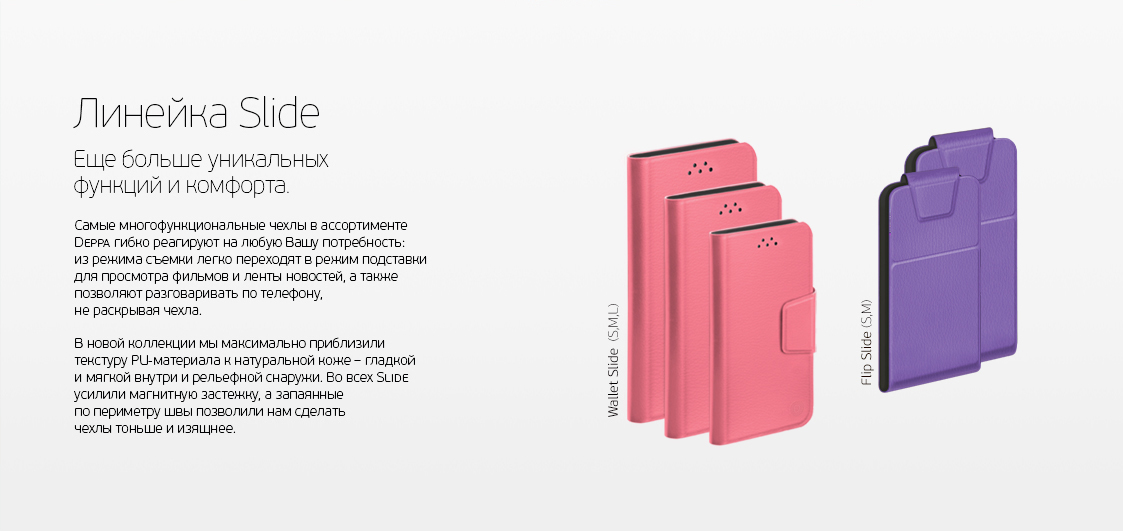 Линейка Slide
Еще больше уникальных
функций и комфорта.
Самые многофункциональные чехлы в ассортименте
DEPPA гибко реагируют на любую Вашу потребность:
из режима съемки легко переходят в режим подставки
для просмотра фильмов и ленты новостей, а также
позволяют разговаривать по телефону,
не раскрывая чехла.
В новой коллекции мы максимально приблизили
текстуру PU-материала к натуральной коже – гладкой
и мягкой внутри и рельефной снаружи. Во всех SLIDE
усилили магнитную застежку, а запаянные
по периметру швы позволили нам сделать
чехлы тоньше и изящнее.
Wallet Slide (S,M,L)
Flip Slide (S,M)